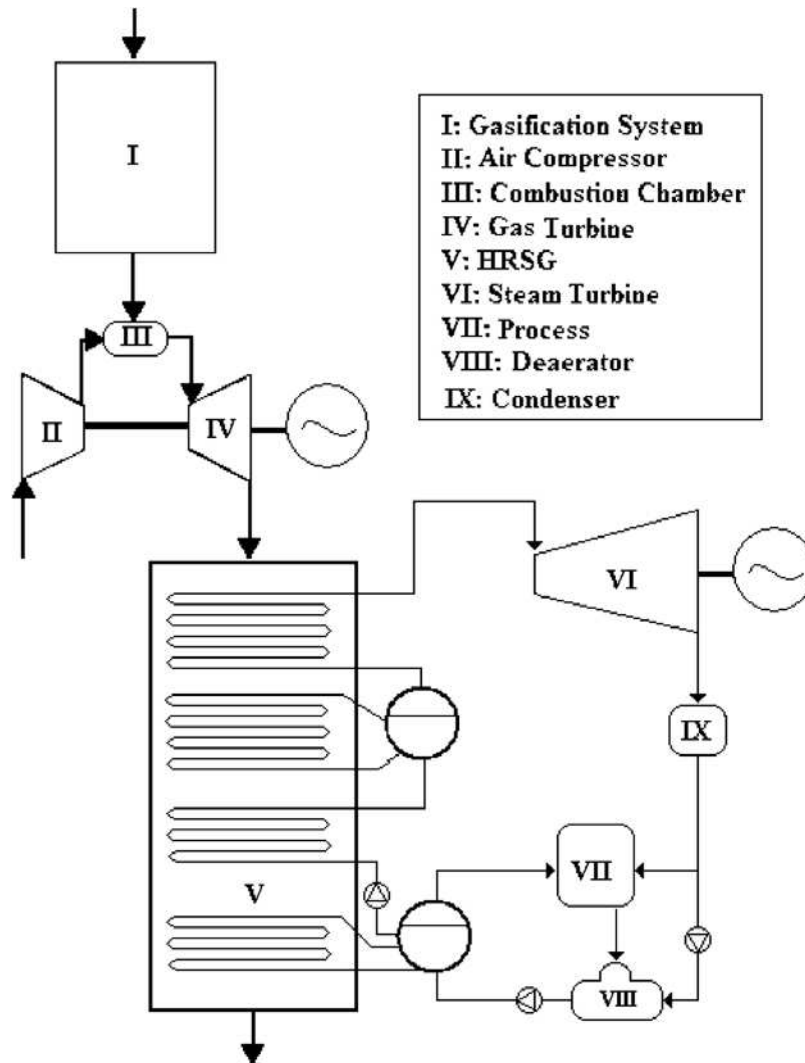 I
I: Gasification System
II: Air Compressor
III: Combustion Chamber
IV: Gas Turbine
V: HRSG
VI: Steam Turbine
VII: Process
VIII: Deaerator
IX: Condenser
III
II
IV
VI
IX
VII
V
VIII